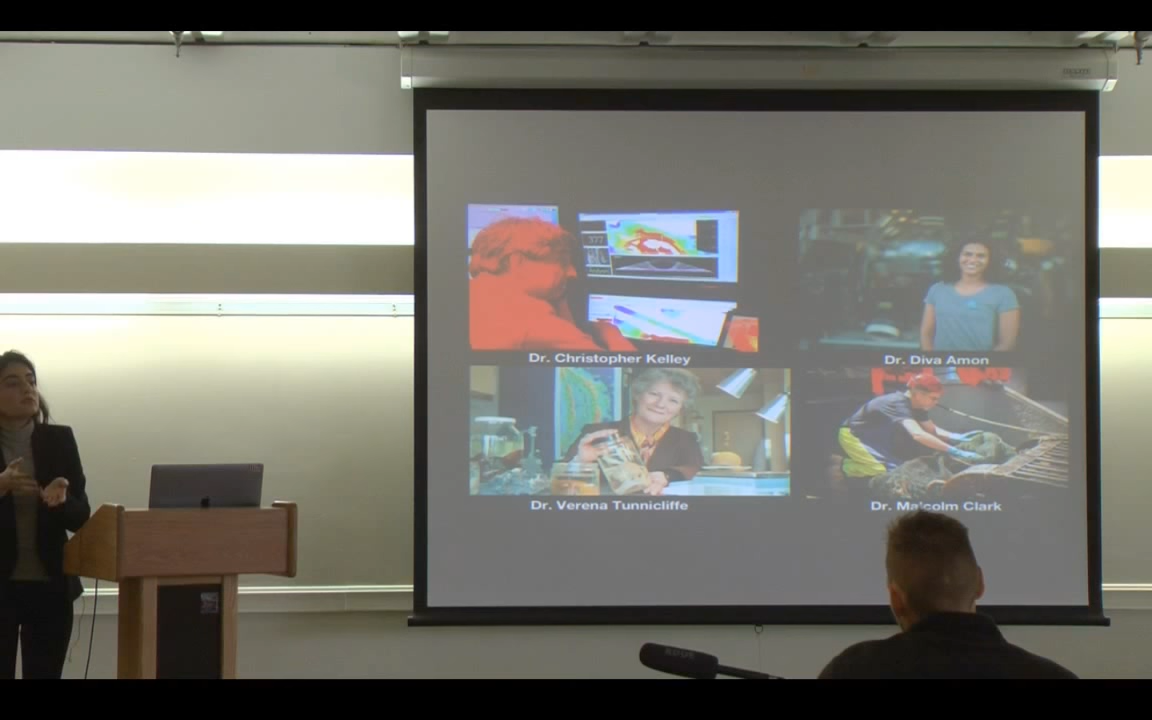 Dr. Christopher Kelley
Dr. Diva Amon
Dr. Verena Tunnicliffe
Dr. Malcolm Clark